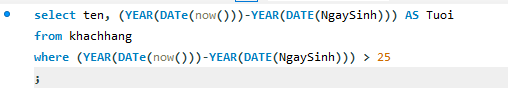 select ten, (YEAR(DATe(now()))-YEAR(DATE(NgaySinh))) AS Tuoi
from khachhang
where (YEAR(DATe(now()))-YEAR(DATE(NgaySinh))) > 25
;